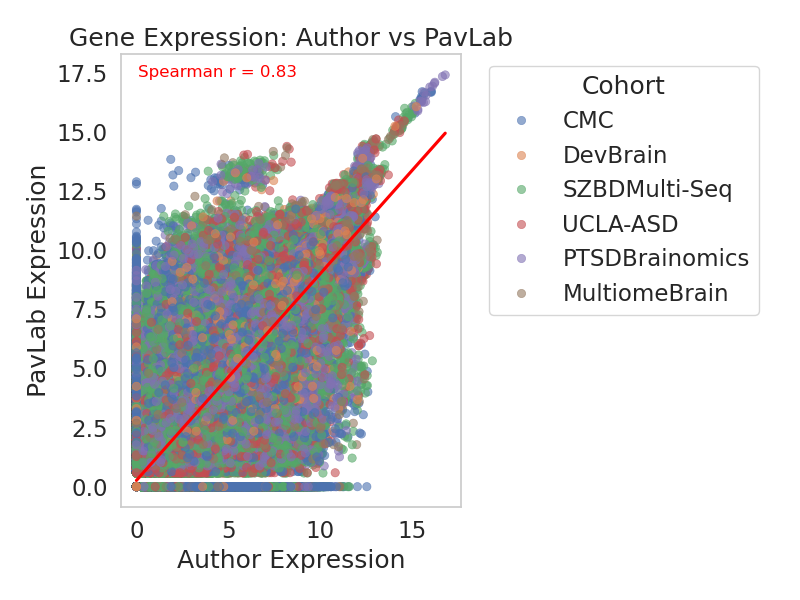 Gene Expression: Author vs PavLab
Spearman r = 0.83
17.5
15.0
12.5
10.0
7.5
5.0
2.5
0.0
PavLab Expression
0 5 10 15
Author Expression
Cohort
CMC
DevBrain
SZBDMulti-Seq
UCLA-ASD
PTSDBrainomics
MultiomeBrain